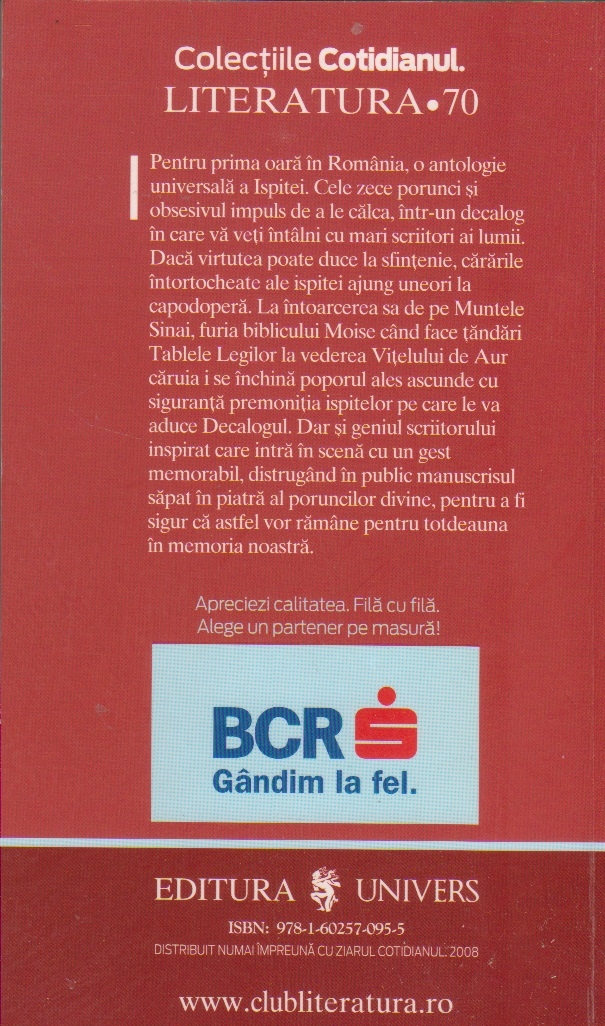 Colecțiile Cotidianul.
LITERATURA•70
Pentru prima oară în România, o antologie
universală a Ispitei. Cele zece porunci și
obsesivul impuls de a le călca, într-un decalog
în care vă veți întâlni cu mari scriitori ai lumii.
Dacă virtutea poate duce la sfințenie, cărările
întortocheate ale ispitei ajung uneori la
capodoperă. La întoarcerea sa de pe Muntele
Sinai, furia biblicului Moise când face țăndări
Tablele Legilor la vederea Vițelului de Aur
căruia i se închină poporul ales ascunde cu
siguranță premoniția ispitelor pe care le va
aduce Decalogul. Dar și geniul scriitorului
inspirat care intră în scenă cu un gest
memorabil, distrugând în public manuscrisul
săpat în piatră al poruncilor divine, pentru a fi
sigur că astfel vor rămâne pentru totdeauna
în memoria noastră.
Apreciezi calitatea. Filă cu filă.
Alege un partener pe masură!
BCR
Gândim la fel.
EDITURA UNIVERS
ISBN: 978-1-60257-095-5
DISTRIBUIT NUMAI ÎMPREUNĂ CU ZIARUL COTIDIANUL. 2008
www.clubliteratura.ro